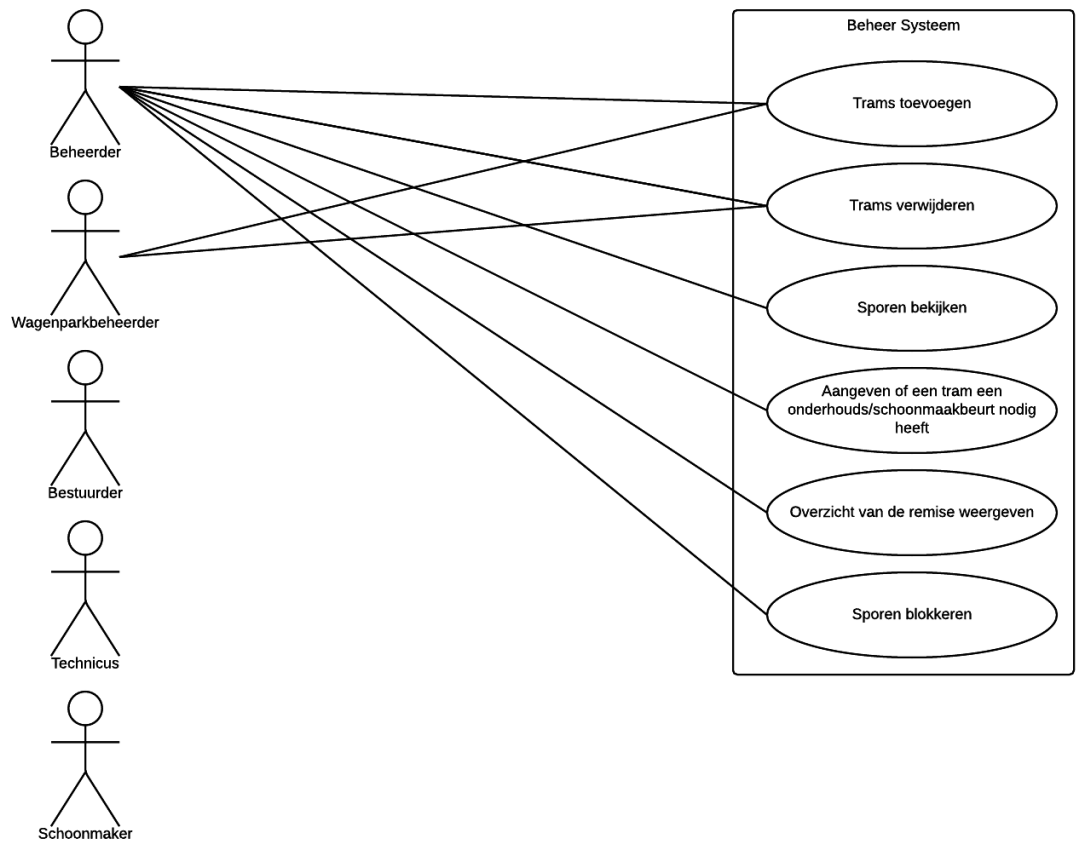 Beheer Systeem
Beheerder
Wagenparkbeheerder
Bestuurder
Technicus
Schoonmaker
Trams toevoegen
Trams verwijderen
Sporen bekijken
Aangeven of een tram een
onderhouds/schoonmaakbeurt nodig
heeft
Overzicht van de remise weergeven
Sporen blokkeren